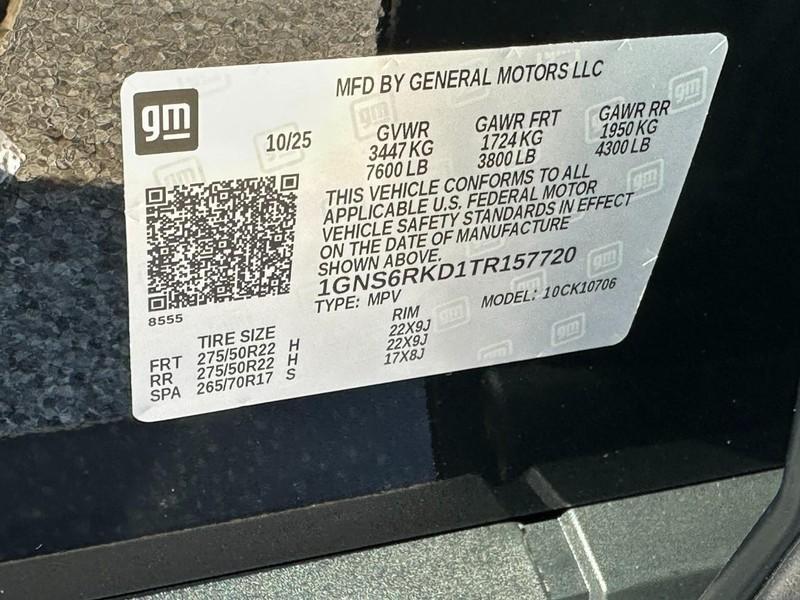 MFD BY GENERAL MOTORS LLC
gm
10/25
GVWR GAWR FRT GAWR RR
3447 KG 1724 KG 1950 KG
7600 LB 3800 LB 4300 LB
THIS VEHICLE CONFORMS TO ALL
APPLICABLE U.S. FEDERAL MOTOR
VEHICLE SAFETY STANDARDS IN EFFECT
ON THE DATE OF MANUFACTURE
SHOWN ABOVE.
1GNS6RKD1TR157720
TYPE: MPV MODEL: 10CK10706
8555
TIRE SIZE RIM
FRT 275/50R22 H 22X9J
RR 275/50R22 H 22X9J
SPA 265/70R17 S 17X8J